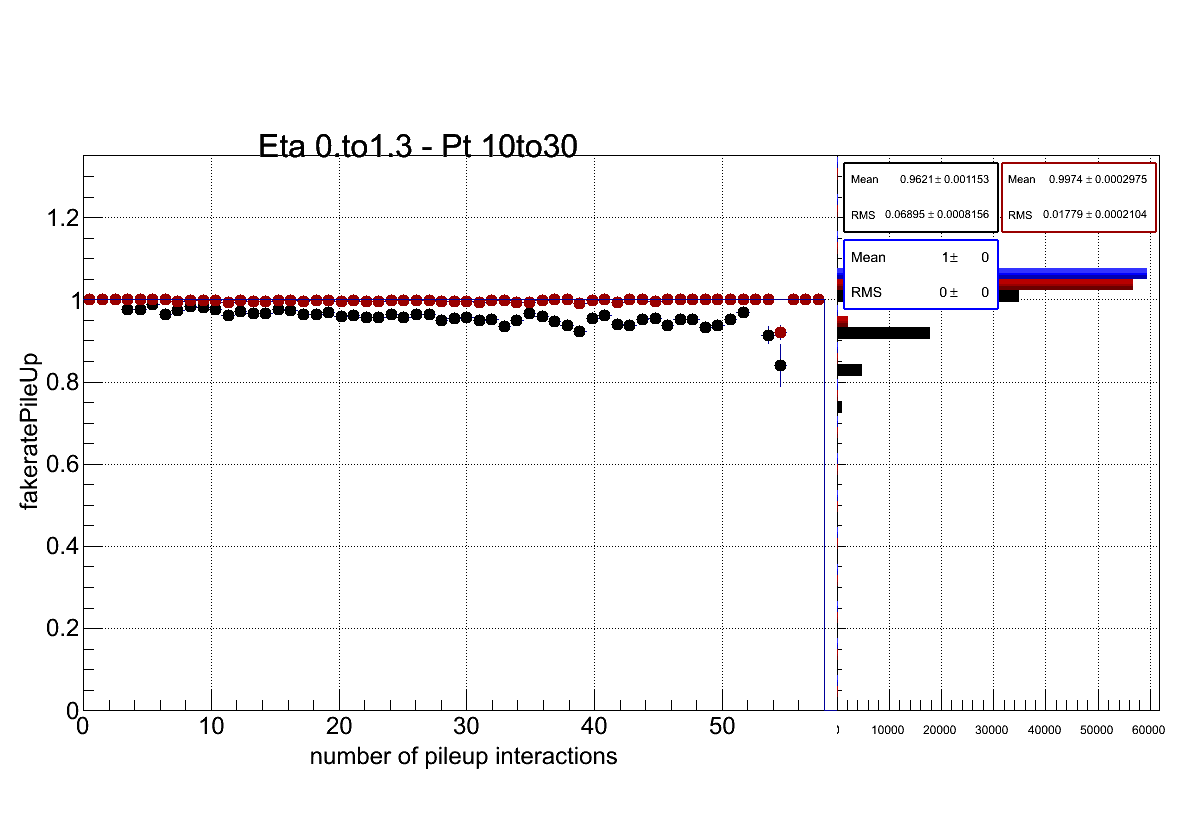 Eta 0.to1.3 - Pt 10to30
Mean 0.9621 ± 0.001153
RMS 0.06895 ± 0.0008156
Mean 0.9974 ± 0.0002975
RMS 0.01779 ± 0.0002104
Mean 1 ± 0
RMS 0 ± 0
fakeratePileUp
1.2
1
0.8
0.6
0.4
0.2
0
0 10 20 30 40 50
number of pileup interactions
10000 20000 30000 40000 50000 60000